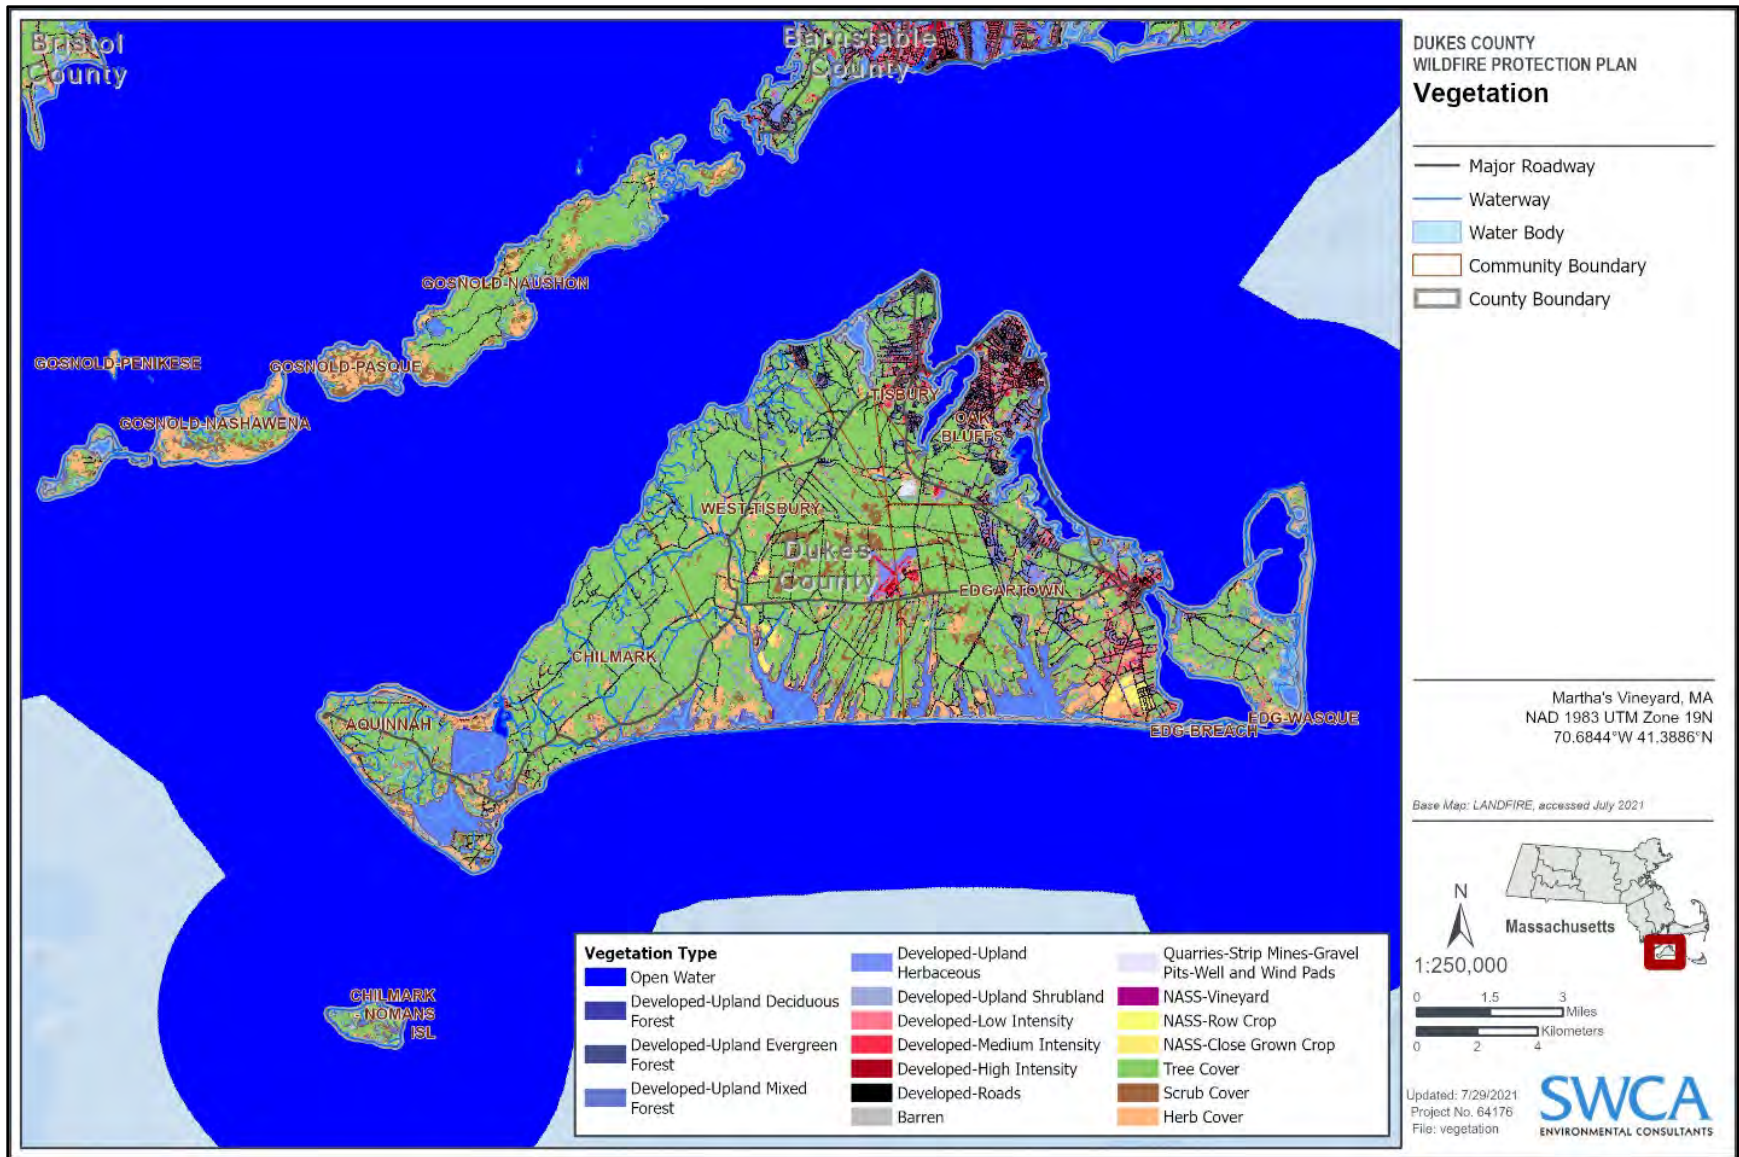 Bristol
County
Barnstable
County
GOSNOLD-NAUSHON
GOSNOLD-PENIKESE
GOSNOLD-PASQUE
GOSNOLD-NASHAWENA
TISBURY
OAK
BLUFFS
WEST TISBURY
Dukes
County
EDGARTOWN
CHILMARK
AQUINNAH
EDG-WASQUE
EDG-BREACH
CHILMARK
- NOMANS
ISL
DUKES COUNTY
WILDFIRE PROTECTION PLAN
Vegetation
Major Roadway
Waterway
Water Body
Community Boundary
County Boundary
Martha's Vineyard, MA
NAD 1983 UTM Zone 19N
70.6844°W 41.3886°N
Base Map: LANDFIRE, accessed July 2021
N
Massachusetts
1:250,000
0 1.5 3
Miles
Kilometers
0 2 4
Updated: 7/29/2021
Project No. 64176
File: vegetation
SWCA
ENVIRONMENTAL CONSULTANTS
Vegetation Type
Open Water
Developed-Upland Deciduous
Forest
Developed-Upland Evergreen
Forest
Developed-Upland Mixed
Forest
Developed-Upland
Herbaceous
Developed-Upland Shrubland
Developed-Low Intensity
Developed-Medium Intensity
Developed-High Intensity
Developed-Roads
Barren
Quarries-Strip Mines-Gravel
Pits-Well and Wind Pads
NASS-Vineyard
NASS-Row Crop
NASS-Close Grown Crop
Tree Cover
Scrub Cover
Herb Cover